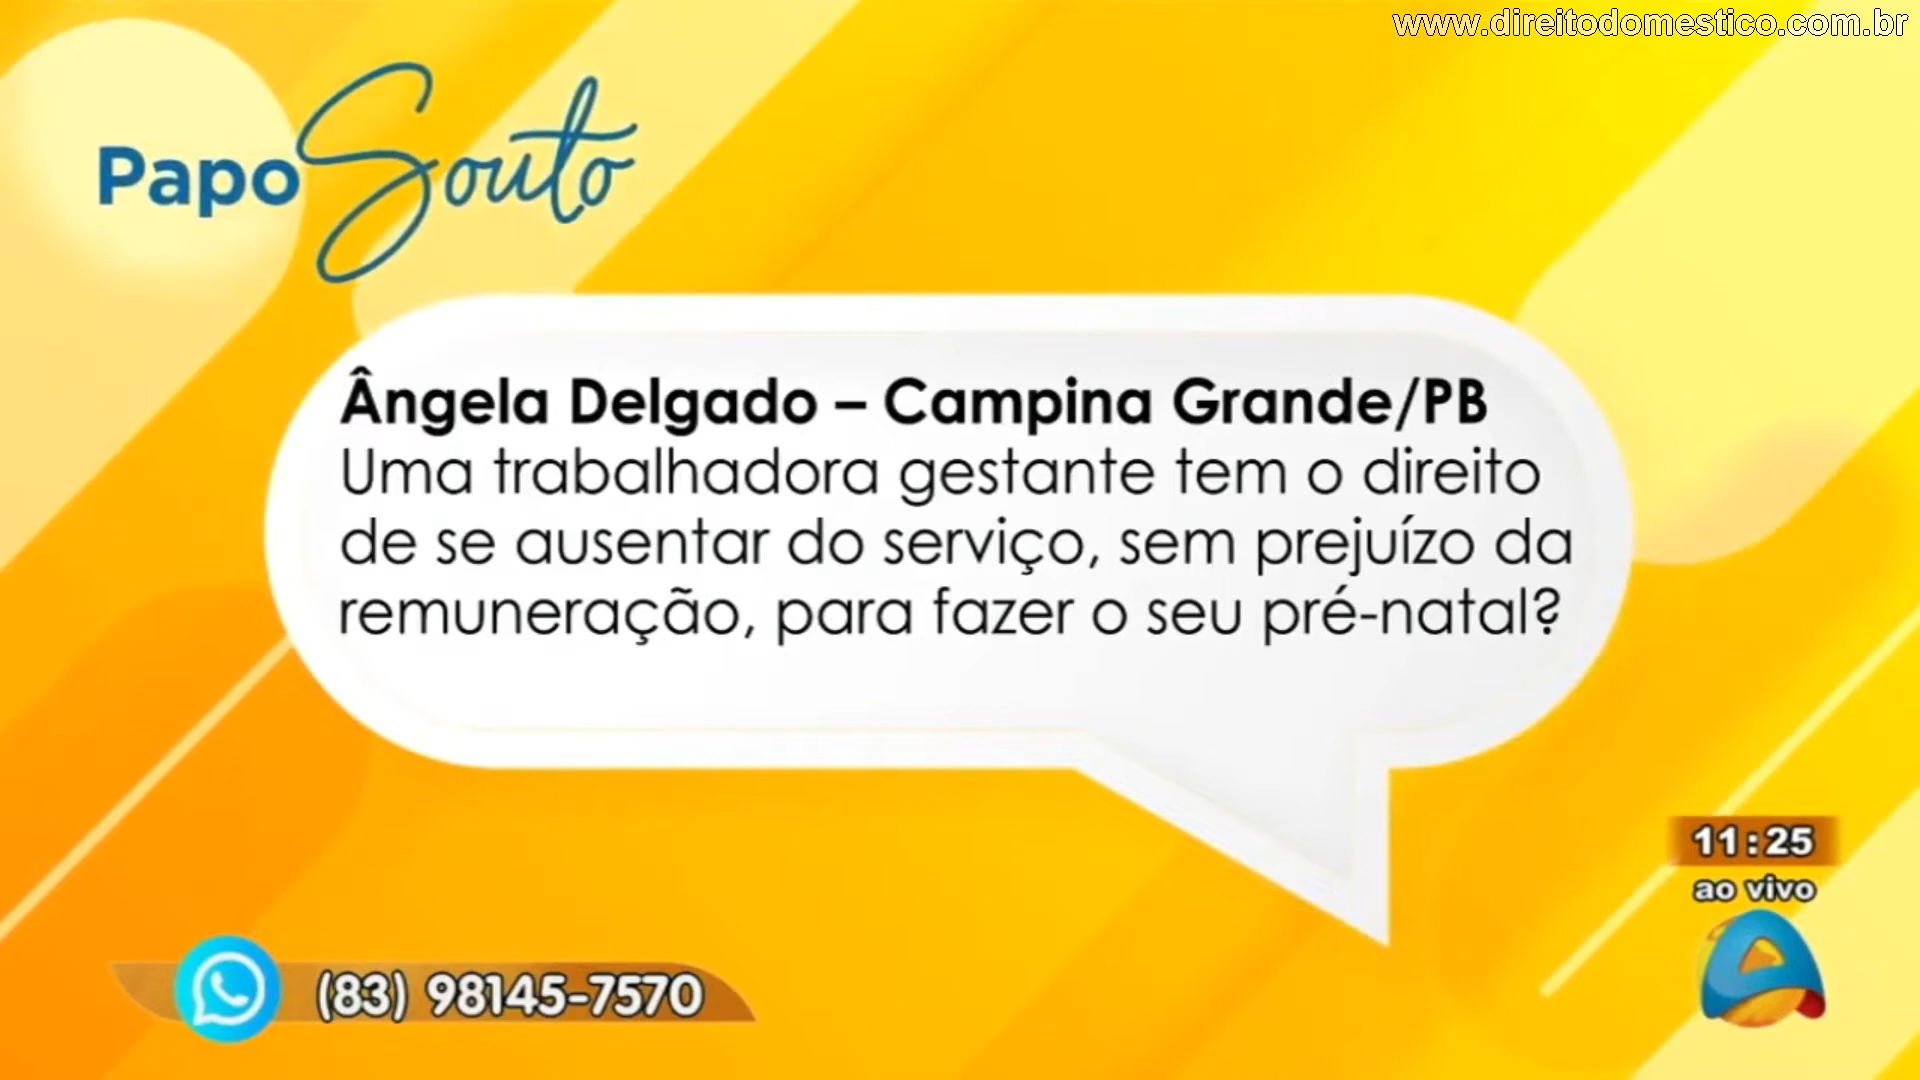 www.direitodomestico.com.br
Papo Souto
Ângela Delgado – Campina Grande/PB
Uma trabalhadora gestante tem o direito
de se ausentar do serviço, sem prejuízo da
remuneração, para fazer o seu pré-natal?
11:25
ao vivo
(83) 98145-7570